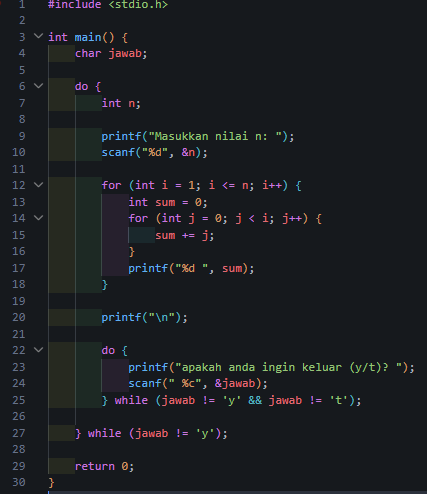 1 #include <stdio.h>
2
3 int main() {
4     char jawab;
5
6     do {
7         int n;
8
9         printf("Masukkan nilai n: ");
10         scanf("%d", &n);
11
12         for (int i = 1; i <= n; i++) {
13             int sum = 0;
14             for (int j = 0; j < i; j++) {
15                 sum += j;
16             }
17             printf("%d ", sum);
18         }
19
20         printf("\n");
21
22         do {
23             printf("apakah anda ingin keluar (y/t)? ");
24             scanf(" %c", &jawab);
25         } while (jawab != 'y' && jawab != 't');
26
27     } while (jawab != 'y');
28
29     return 0;
30 }